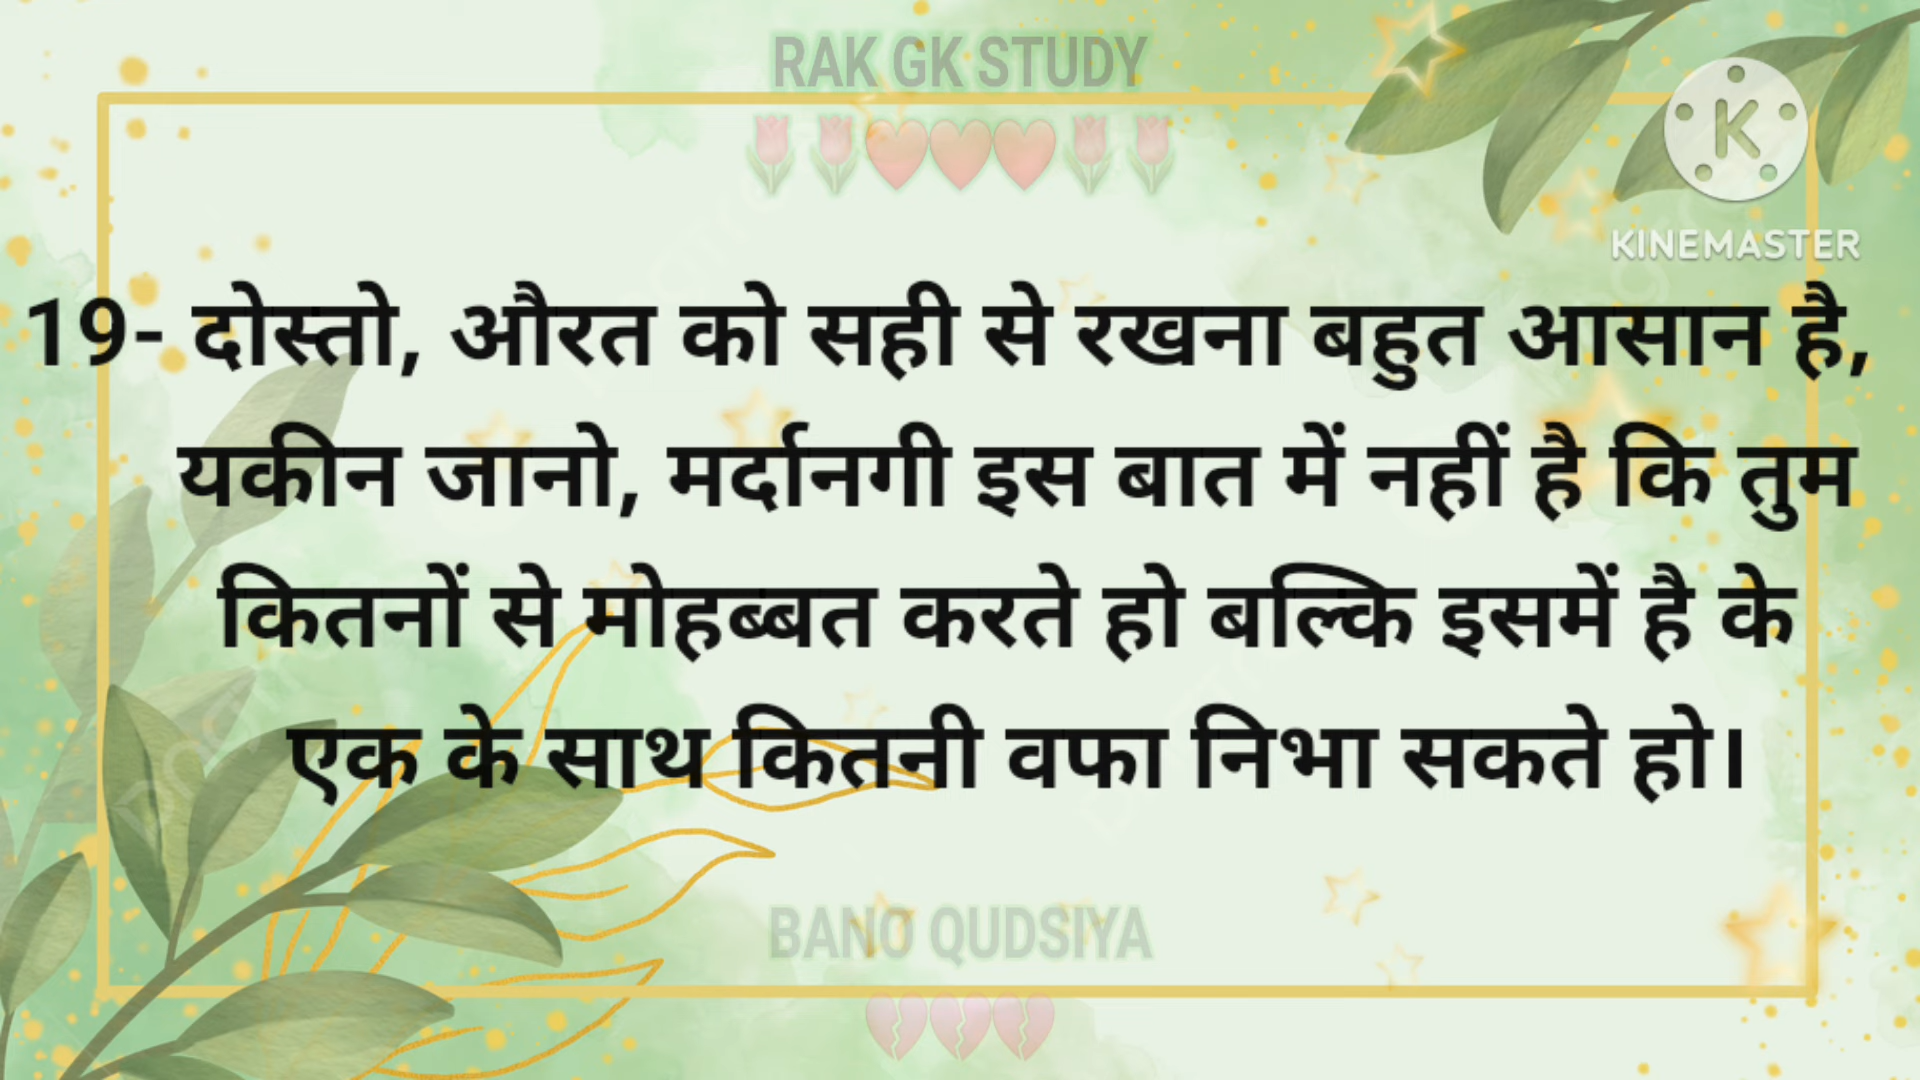 RAK GK STUDY
K
KINEMASTER
19- दोस्तो, औरत को सही से रखना बहुत आसान है,
यकीन जानो, मर्दानगी इस बात में नहीं है कि तुम
कितनों से मोहब्बत करते हो बल्कि इसमें है के
एक के साथ कितनी वफा निभा सकते हो।
BANO QUDSIYA